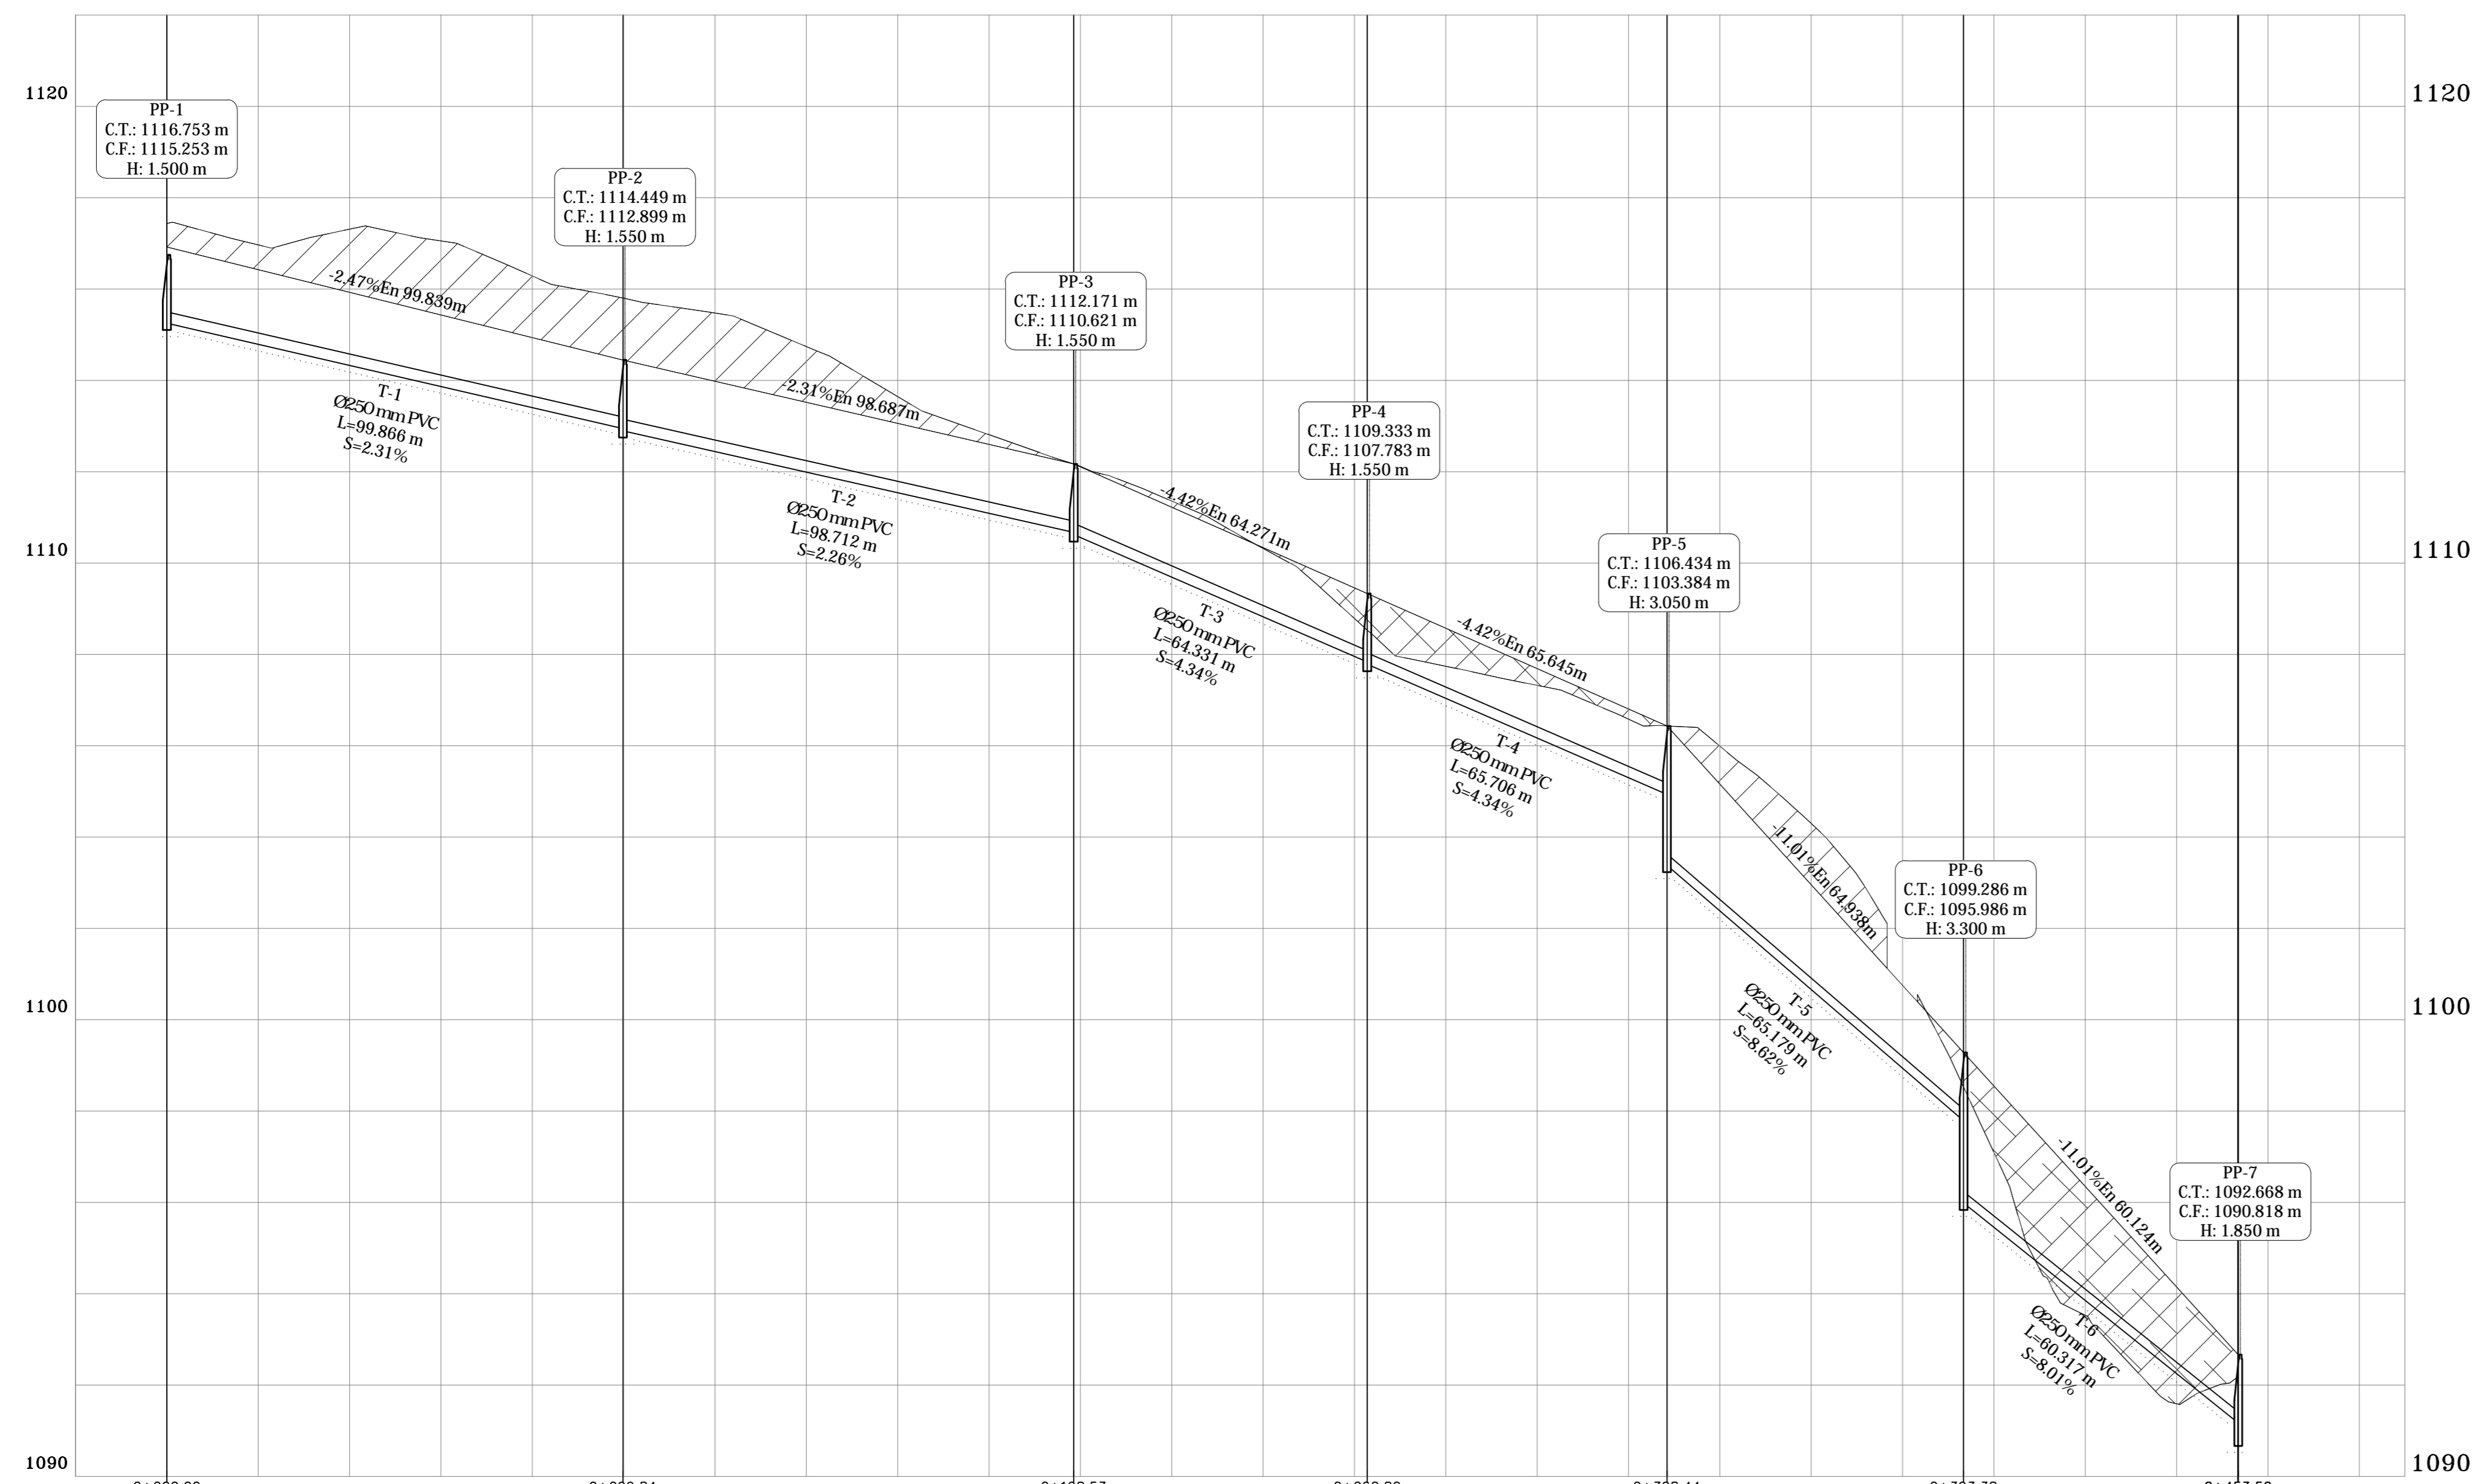 1120
1120
PP-1
C.T.: 1116.753 m
C.F.: 1115.253 m
H: 1.500 m
PP-2
C.T.: 1114.449 m
C.F.: 1112.899 m
H: 1.550 m
PP-3
C.T.: 1112.171 m
C.F.: 1110.621 m
H: 1.550 m
-2.47%En 99.839m
-2.31%En 98.687m
T-1
Ø250 mm PVC
L=99.866 m
S=2.31%
PP-4
C.T.: 1109.333 m
C.F.: 1107.783 m
H: 1.550 m
T-2
Ø250 mm PVC
L=98.712 m
S=2.26%
-4.42%En 64.271m
1110
1110
PP-5
C.T.: 1106.434 m
C.F.: 1103.384 m
H: 3.050 m
T-3
Ø250 mm PVC
L=64.331 m
S=4.34%
-4.42%En 65.645m
T-4
Ø250 mm PVC
L=65.706 m
S=4.34%
-11.01%En 64.938m
PP-6
C.T.: 1099.286 m
C.F.: 1095.986 m
H: 3.300 m
1100
1100
T-5
Ø250 mm PVC
L=65.179 m
S=8.62%
-11.01%En 60.124m
PP-7
C.T.: 1092.668 m
C.F.: 1090.818 m
H: 1.850 m
T-6
Ø250 mm PVC
L=60.317 m
S=8.01%
1090
1090